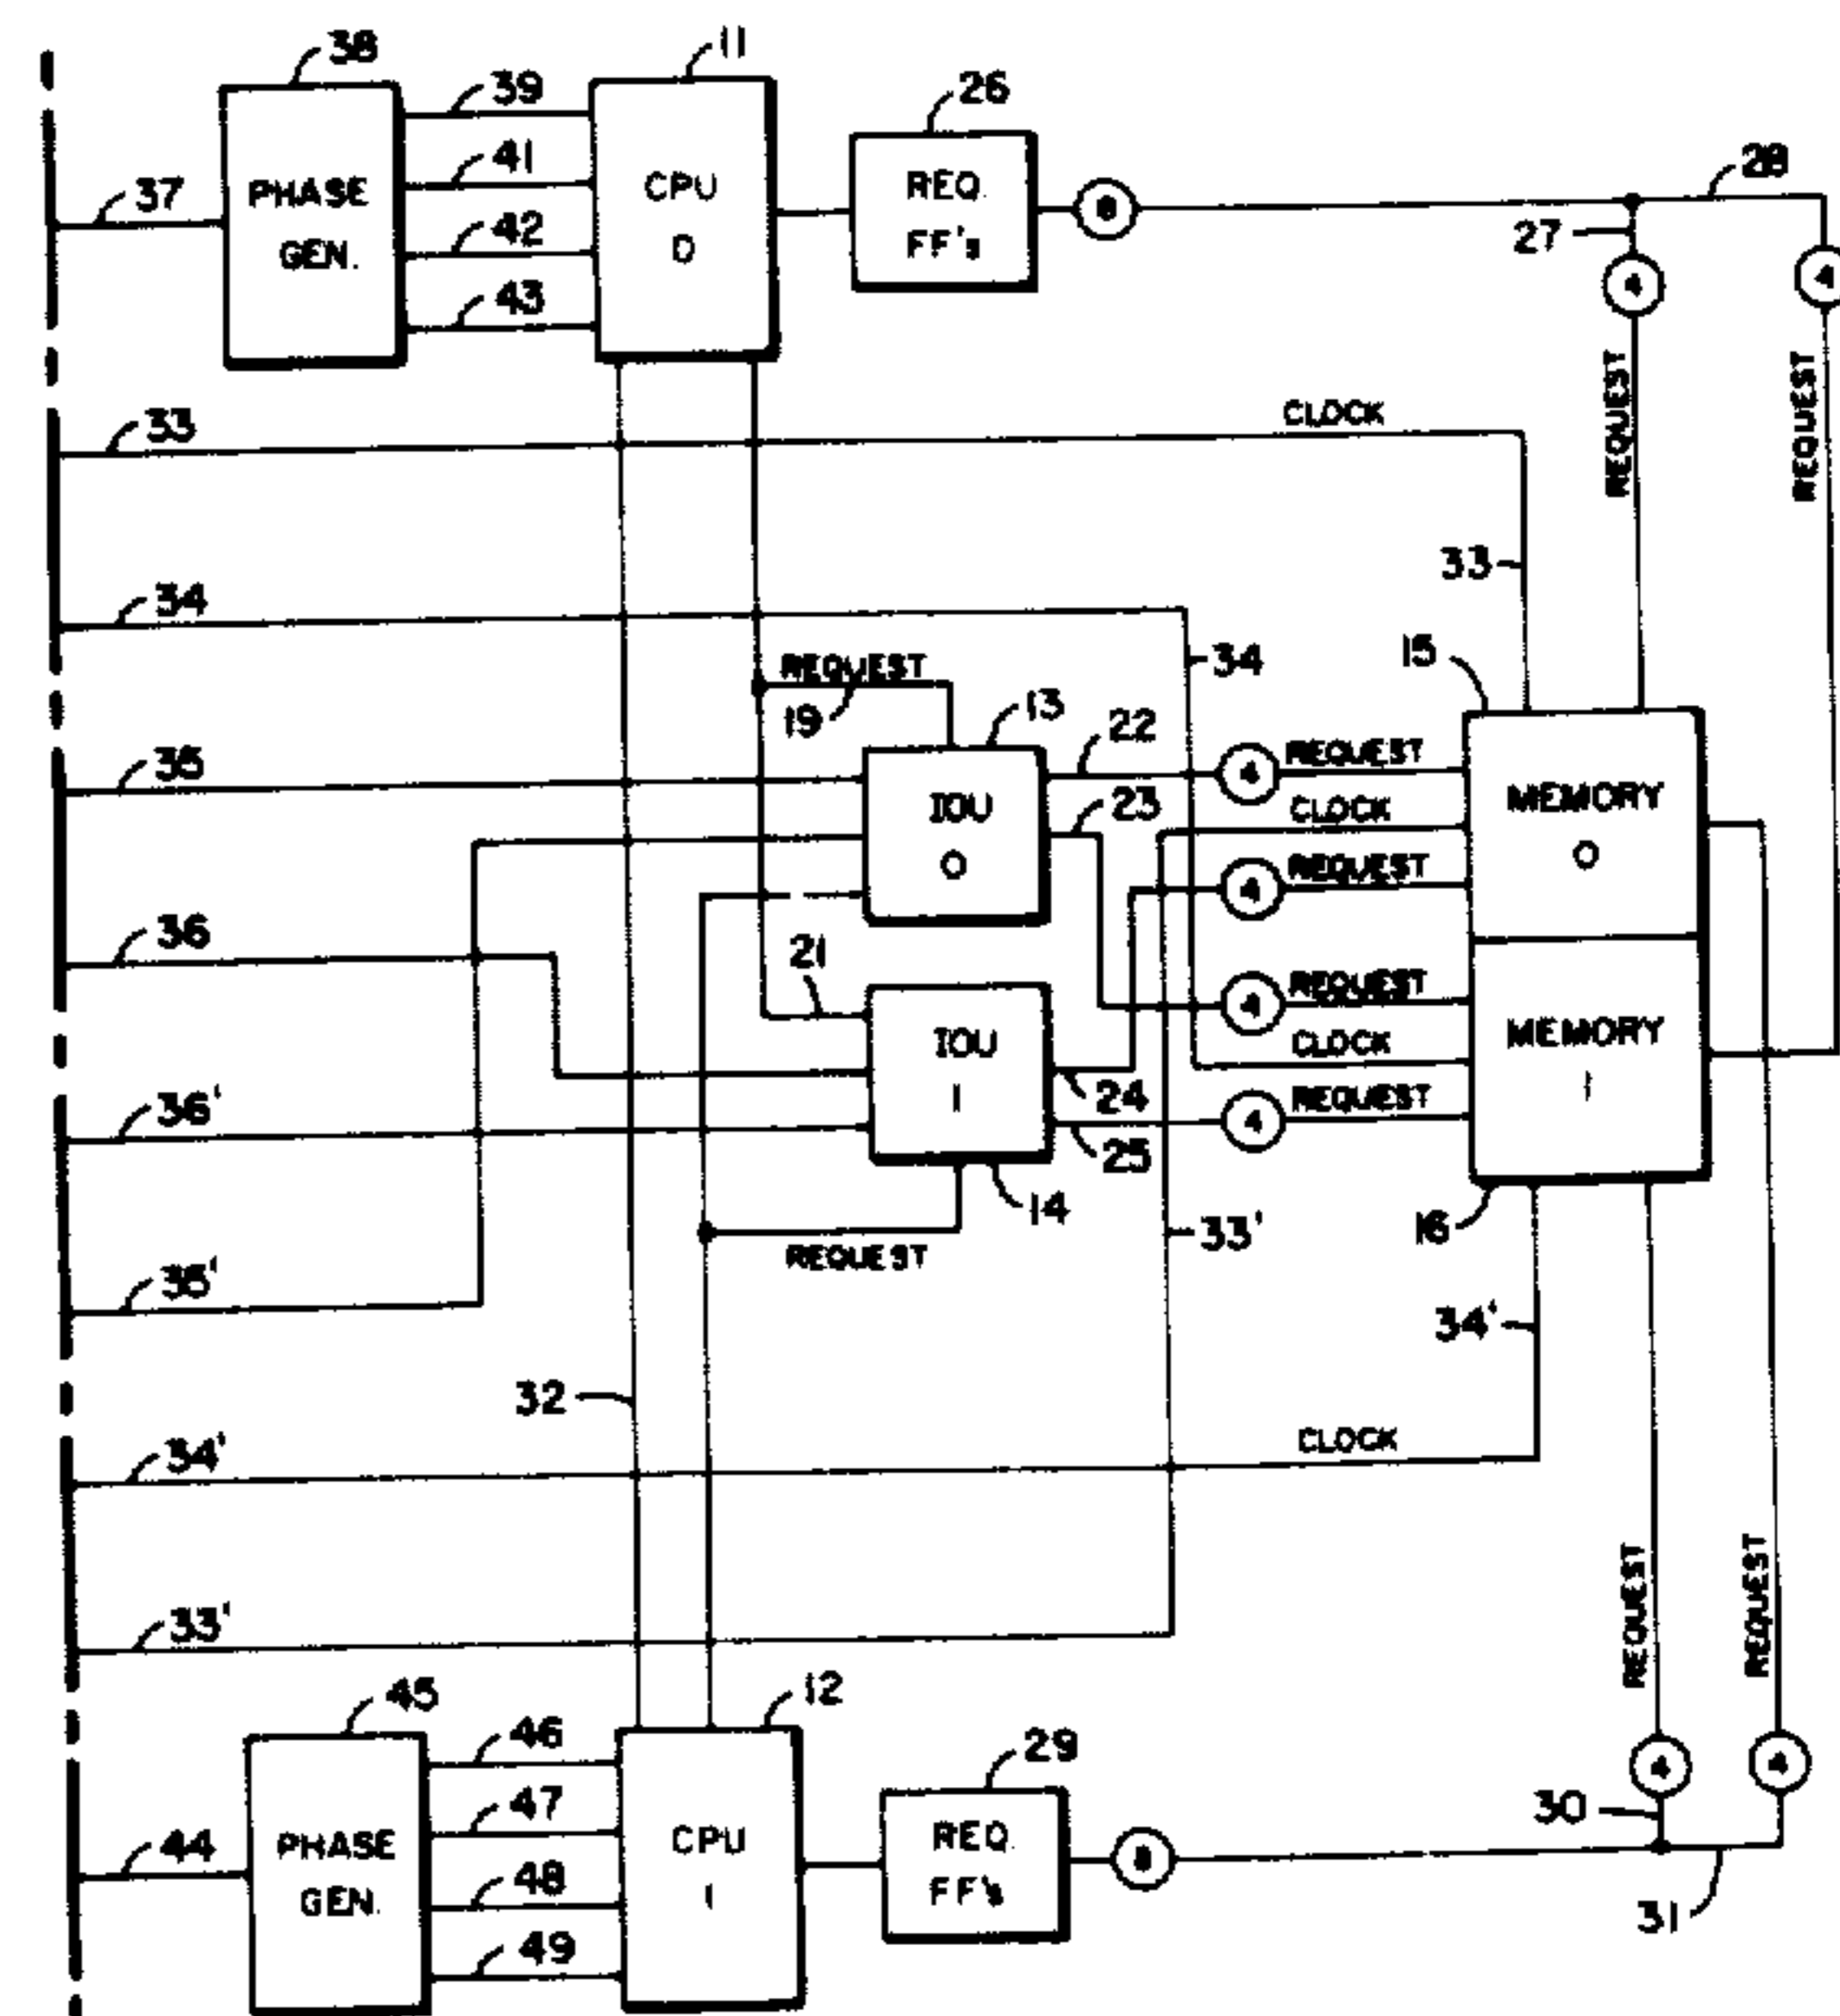 38
11
39
26
41
28
37
PHASE
GEN.
CPU
0
REQ.
FF's
8
42
27
43
4
4
REQUEST
REQUEST
33
CLOCK
33
34
34
15
REQUEST
19
13
22
4
REQUEST
35
IOU
0
23
CLOCK
MEMORY
0
4
REQUEST
36
21
4
REQUEST
IOU
1
CLOCK
MEMORY
1
24
REQUEST
36'
4
25
14
33'
16
REQUEST
35'
34'
32
CLOCK
34'
REQUEST
REQUEST
33'
45
12
46
29
4
4
47
30
PHASE
GEN.
CPU
1
REQ.
FF's
8
44
48
31
49